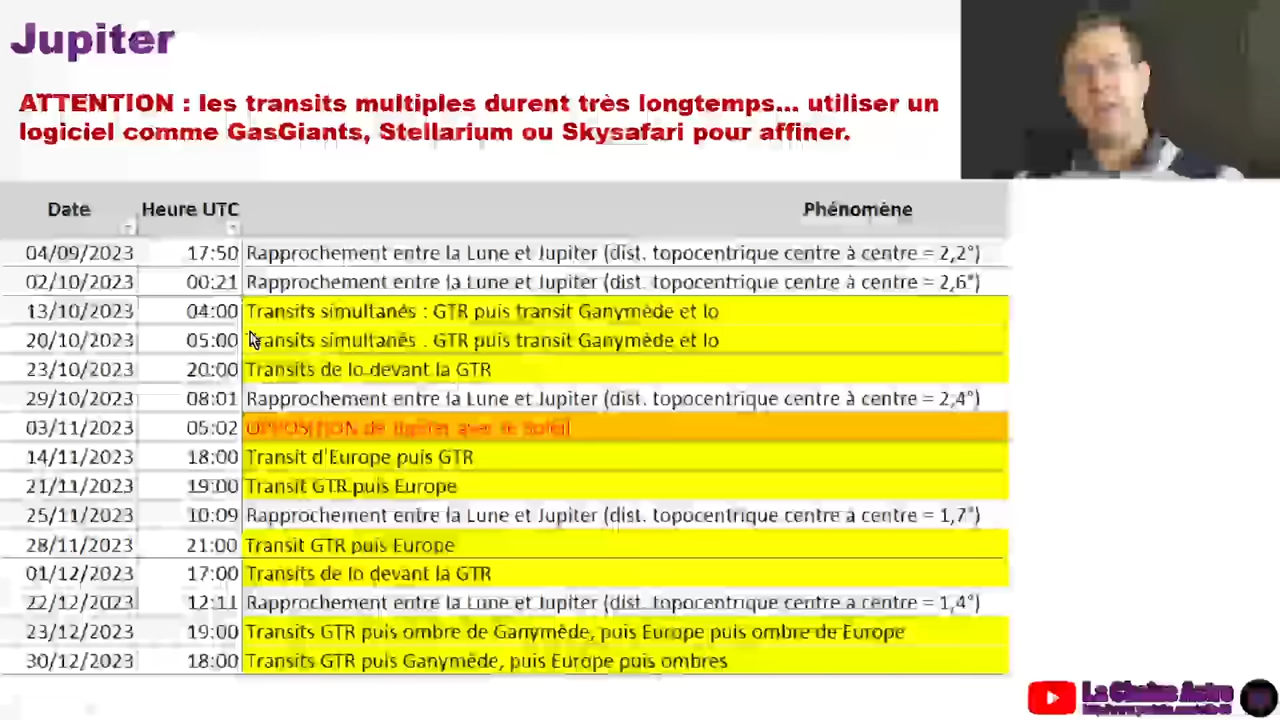 Jupiter
ATTENTION : les transits multiples durent très longtemps... utiliser un
logiciel comme GasGiants, Stellarium ou Skysafari pour affiner.
Date Heure UTC Phénomène
04/09/2023 17:50 Rapprochement entre la Lune et Jupiter (dist. topocentrique centre à centre = 2,2°)
02/10/2023 00:21 Rapprochement entre la Lune et Jupiter (dist. topocentrique centre à centre = 2,6°)
13/10/2023 04:00 Transits simultanés : GTR puis transit Ganymède et Io
20/10/2023 05:00 Transits simultanés : GTR puis transit Ganymède et Io
23/10/2023 20:00 Transits de Io devant la GTR
29/10/2023 08:01 Rapprochement entre la Lune et Jupiter (dist. topocentrique centre à centre = 2,4°)
03/11/2023 05:02 OPPOSITION de Jupiter avec le Soleil
14/11/2023 18:00 Transit d'Europe puis GTR
21/11/2023 19:00 Transit GTR puis Europe
25/11/2023 10:09 Rapprochement entre la Lune et Jupiter (dist. topocentrique centre à centre = 1,7°)
28/11/2023 21:00 Transit GTR puis Europe
01/12/2023 17:00 Transits de Io devant la GTR
22/12/2023 12:11 Rapprochement entre la Lune et Jupiter (dist. topocentrique centre à centre = 1,4°)
23/12/2023 19:00 Transits GTR puis ombre de Ganymède, puis Europe puis ombre de Europe
30/12/2023 18:00 Transits GTR puis Ganymède, puis Europe puis ombres
La Chaîne Astro